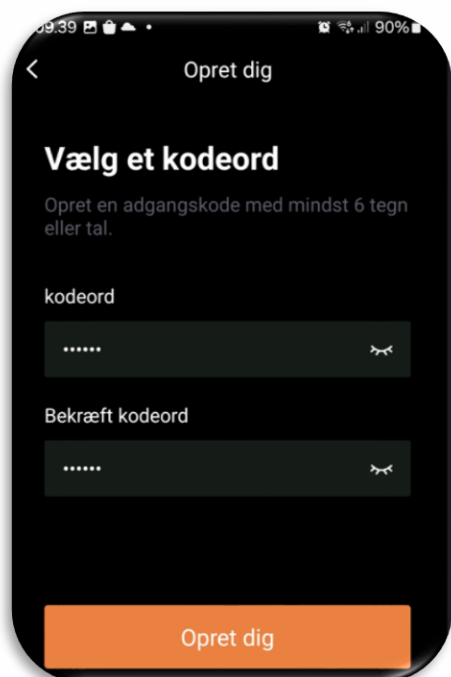 09.39 90%
Opret dig
Vælg et kodeord
Opret en adgangskode med mindst 6 tegn
eller tal.
kodeord
••••••
Bekræft kodeord
••••••
Opret dig